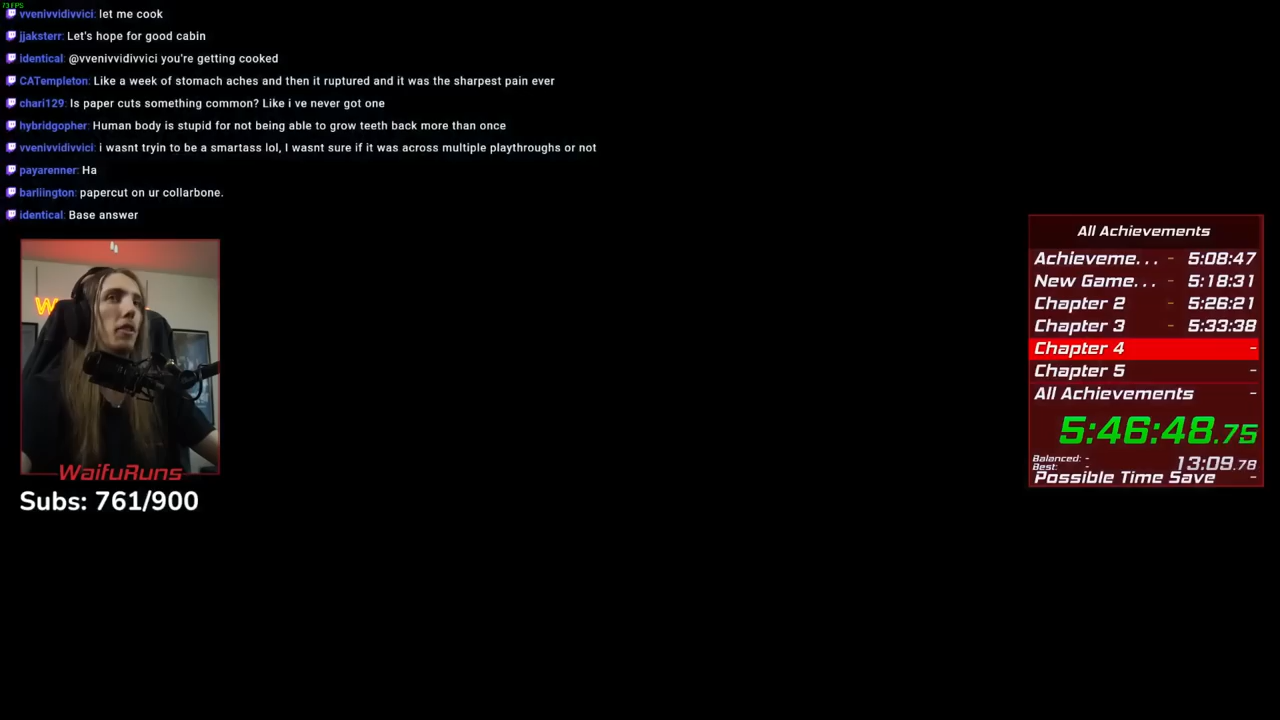 73 FPS
vvenivvidivvici: let me cook
jjaksterr: Let's hope for good cabin
identical: @vvenivvidivvici you're getting cooked
CATempleton: Like a week of stomach aches and then it ruptured and it was the sharpest pain ever
chari129: Is paper cuts something common? Like i ve never got one
hybridgopher: Human body is stupid for not being able to grow teeth back more than once
vvenivvidivvici: i wasnt tryin to be a smartass lol, I wasnt sure if it was across multiple playthroughs or not
payarenner: Ha
barliington: papercut on ur collarbone.
identical: Base answer
W
WaifuRuns
Subs: 761/900
All Achievements
Achieveme... - 5:08:47
New Game... - 5:18:31
Chapter 2 - 5:26:21
Chapter 3 - 5:33:38
Chapter 4 -
Chapter 5 -
All Achievements -
5:46:48.75
Balanced: -
Best: - 13:09.78
Possible Time Save -